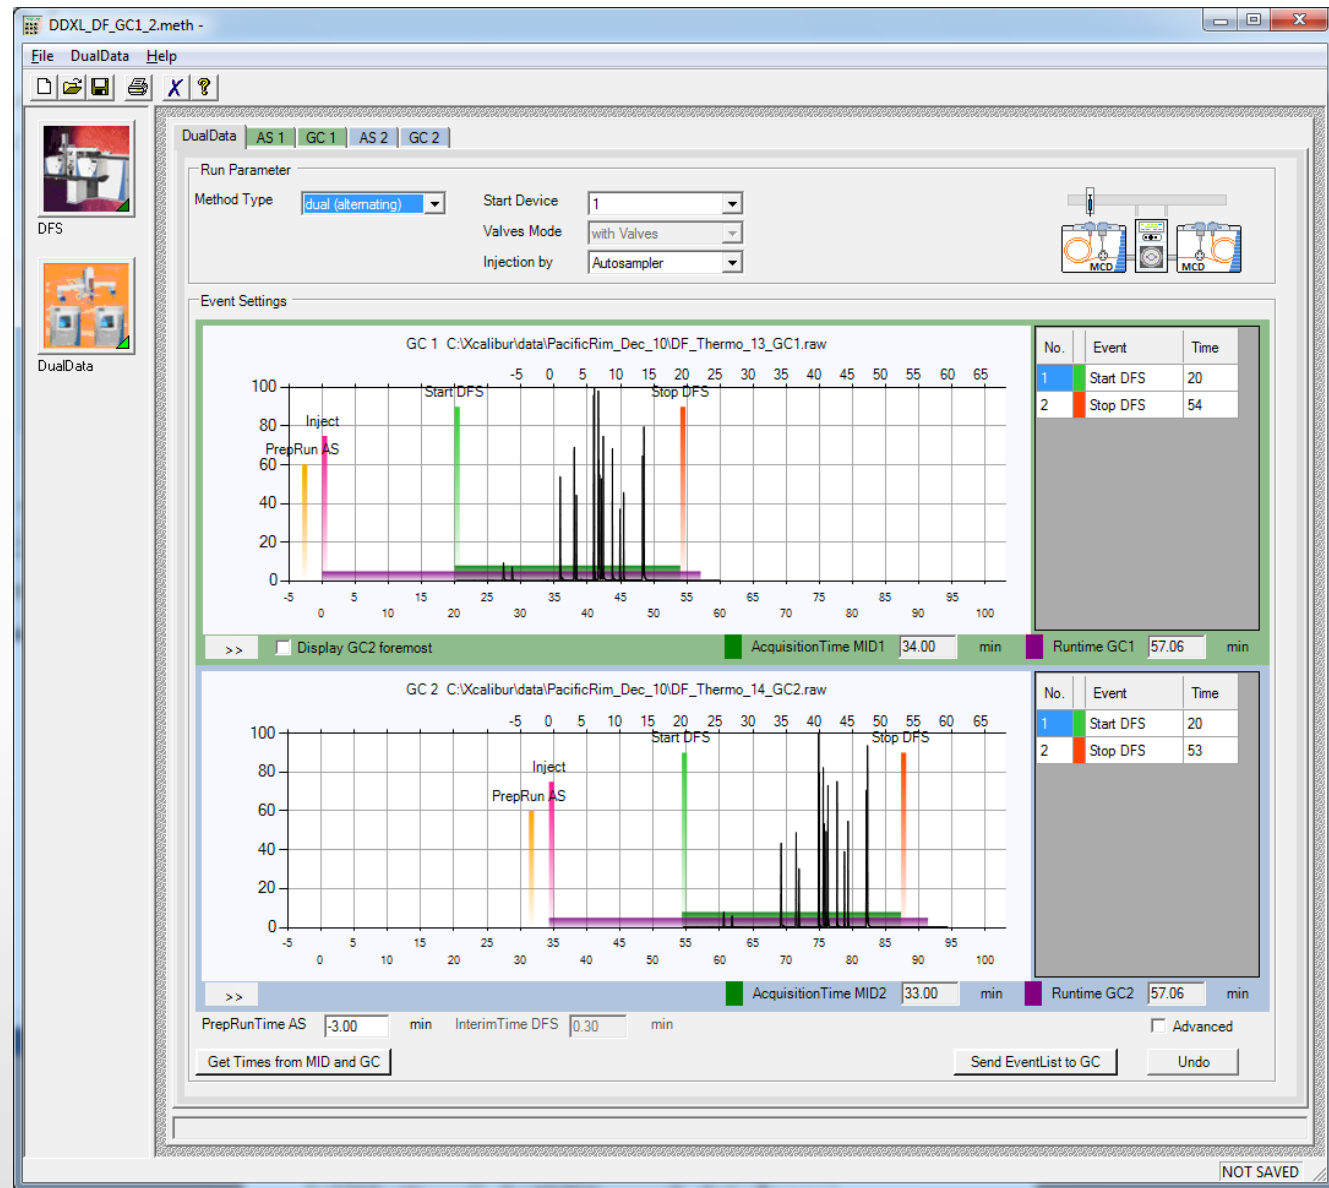 DDXL_DF_GC1_2.meth -
File DualData Help
DFS
DualData
DualData AS 1 GC 1 AS 2 GC 2
Run Parameter
Method Type dual (alternating) Start Device 1
Valves Mode with Valves
Injection by Autosampler
MCD MCD
Event Settings
GC 1 C:\Xcalibur\data\PacificRim_Dec_10\DF_Thermo_13_GC1.raw
-5 0 5 10 15 20 25 30 35 40 45 50 55 60 65
100
80
60
40
20
0
Start DFS Stop DFS
Inject
PrepRun AS
-5 5 15 25 35 45 55 65 75 85 95
0 10 20 30 40 50 60 70 80 90 100
No. Event Time
1 Start DFS 20
2 Stop DFS 54
>> Display GC2 foremost AcquisitionTime MID1 34.00 min Runtime GC1 57.06 min
GC 2 C:\Xcalibur\data\PacificRim_Dec_10\DF_Thermo_14_GC2.raw
-5 0 5 10 15 20 25 30 35 40 45 50 55 60 65
100
80
60
40
20
0
Start DFS Stop DFS
Inject
PrepRun AS
-5 5 15 25 35 45 55 65 75 85 95
0 10 20 30 40 50 60 70 80 90 100
No. Event Time
1 Start DFS 20
2 Stop DFS 53
>> AcquisitionTime MID2 33.00 min Runtime GC2 57.06 min
PrepRunTime AS -3.00 min InterimTime DFS 0.30 min Advanced
Get Times from MID and GC Send EventList to GC Undo
NOT SAVED